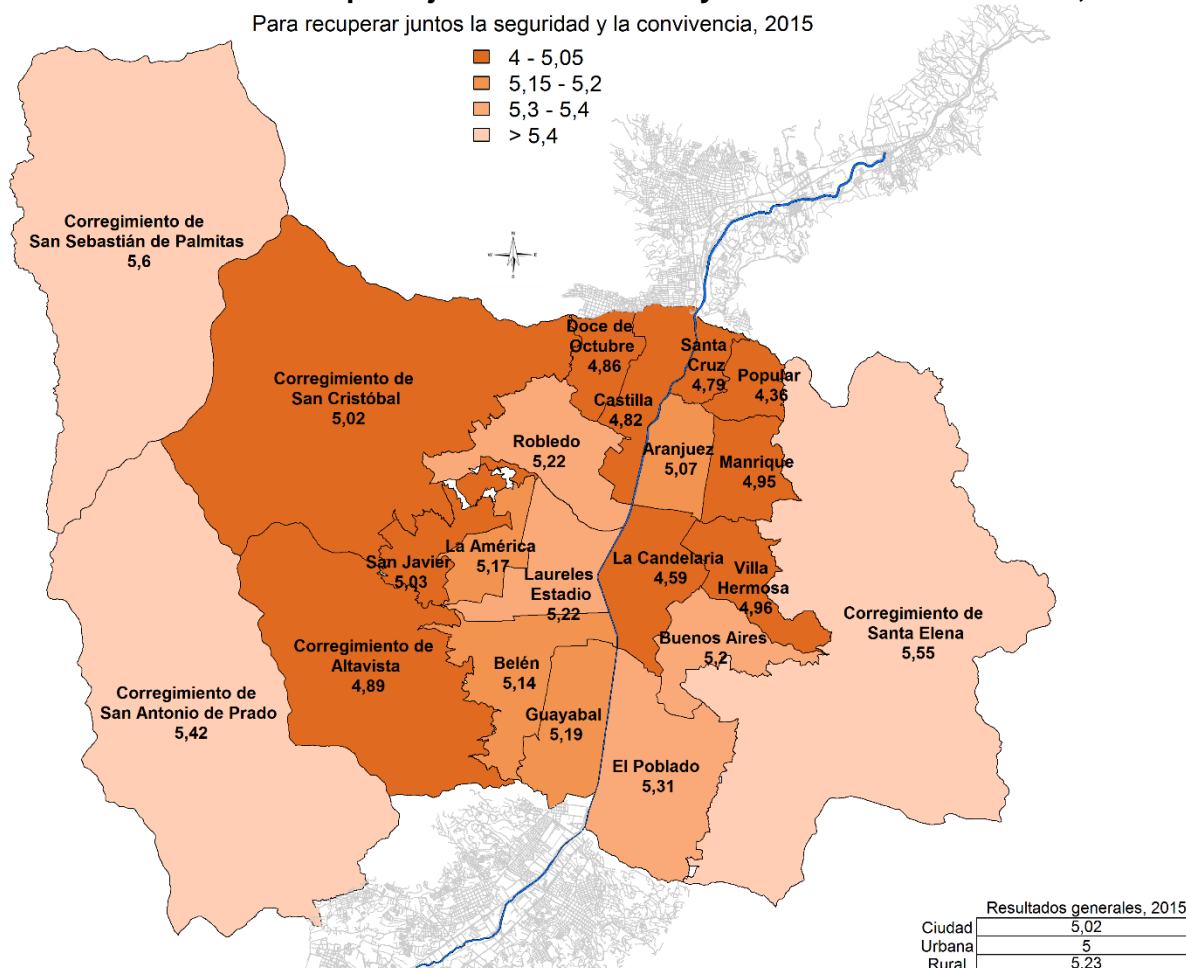 Para recuperar juntos la seguridad y la convivencia, 2015
4 - 5,05
5,15 - 5,2
5,3 - 5,4
> 5,4
Corregimiento de
San Sebastián de Palmitas
5,6
N
W
E
S
Corregimiento de
San Cristóbal
5,02
Doce de
Octubre
4,86
Castilla
4,82
Santa
Cruz
4,79
Popular
4,36
Robledo
5,22
Aranjuez
5,07
Manrique
4,95
San Javier
5,03
La América
5,17
Laureles
Estadio
5,22
La Candelaria
4,59
Villa
Hermosa
4,96
Corregimiento de
Santa Elena
5,55
Buenos Aires
5,2
Corregimiento de
Altavista
4,89
Belén
5,14
Guayabal
5,19
Corregimiento de
San Antonio de Prado
5,42
El Poblado
5,31
Resultados generales, 2015
Ciudad 5,02
Urbana 5
Rural 5,23